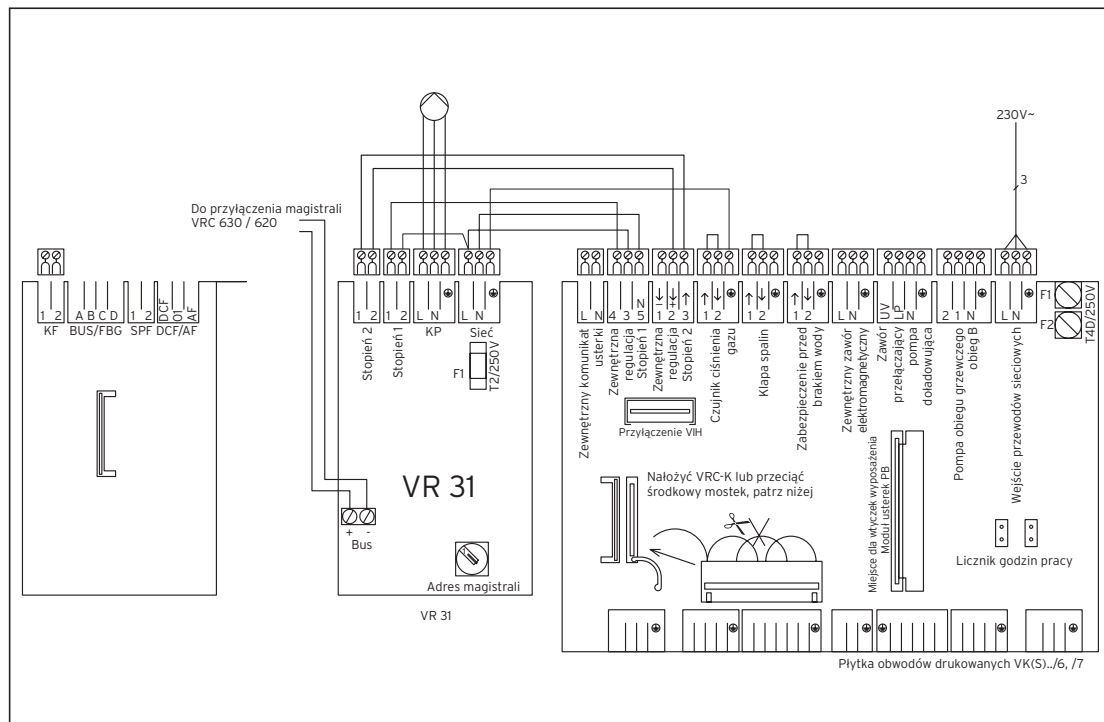 230V~
3
Do przyłączenia magistrali
VRC 630 / 620
1 2
A B C D
1 2
DCF
O1
AF
KF
BUS/FBG
SPF
DCF/AF
1 2
1 2
L N
L N
Stopień 2
Stopień 1
KP
Sieć
F1
T2/250V
VR 31
+ -
Bus
Adres magistrali
VR 31
L N
4 3 5
N
1 2 3
- + 
1 2
1 2
1 2
L N
UV
LP
N
2 1 N
L N
F1
F2
T4D/250V
Zewnętrzny komunikat
usterki
Zewnętrzna
regulacja
Stopień 1
Zewnętrzna
regulacja
Stopień 2
Czujnik ciśnienia
gazu
Klapa spalin
Zabezpieczenie przed
brakiem wody
Zewnętrzny zawór
elektromagnetyczny
Zawór
przełączający
pompa
doładowująca
Pompa obiegu grzewczego
obieg B
Wejście przewodów sieciowych
Przyłączenie VIH
Nałożyć VRC-K lub przeciąć
środkowy mostek, patrz niżej
Miejsce dla wtyczek wyposażenia
Moduł usterek PB
Licznik godzin pracy
Płytka obwodów drukowanych VK(S)../6, /7